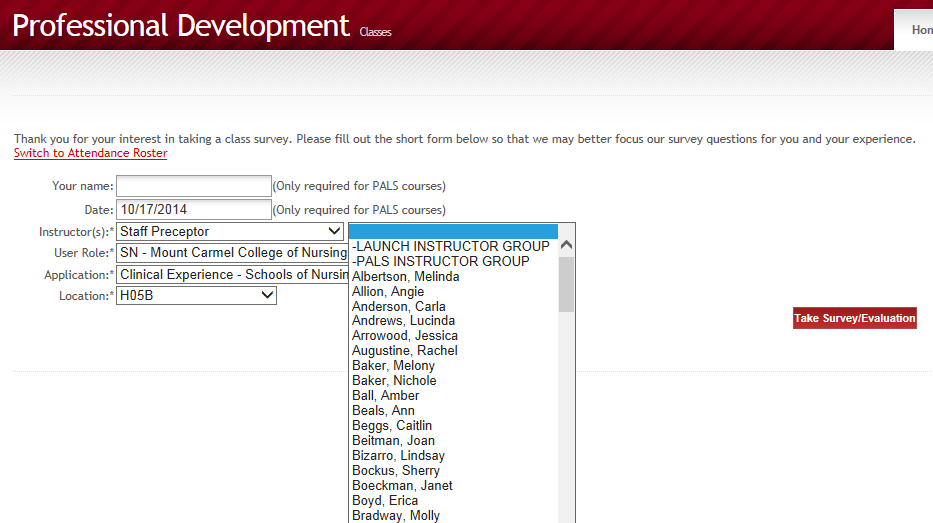 Professional Development Classes
Thank you for your interest in taking a class survey. Please fill out the short form below so that we may better focus our survey questions for you and your experience.
Switch to Attendance Roster
Your name: (Only required for PALS courses)
Date: 10/17/2014 (Only required for PALS courses)
Instructor(s):* Staff Preceptor
User Role:* SN - Mount Carmel College of Nursing
Application:* Clinical Experience - Schools of
Location:* H05B
-LAUNCH INSTRUCTOR GROUP
-PALS INSTRUCTOR GROUP
Albertson, Melinda
Allion, Angie
Anderson, Carla
Andrews, Lucinda
Arrowood, Jessica
Augustine, Rachel
Baker, Melony
Baker, Nichole
Ball, Amber
Beals, Ann
Beggs, Caitlin
Beitman, Joan
Bizarro, Lindsay
Bockus, Sherry
Boeckman, Janet
Boyd, Erica
Bradway, Molly
Take Survey/Evaluation